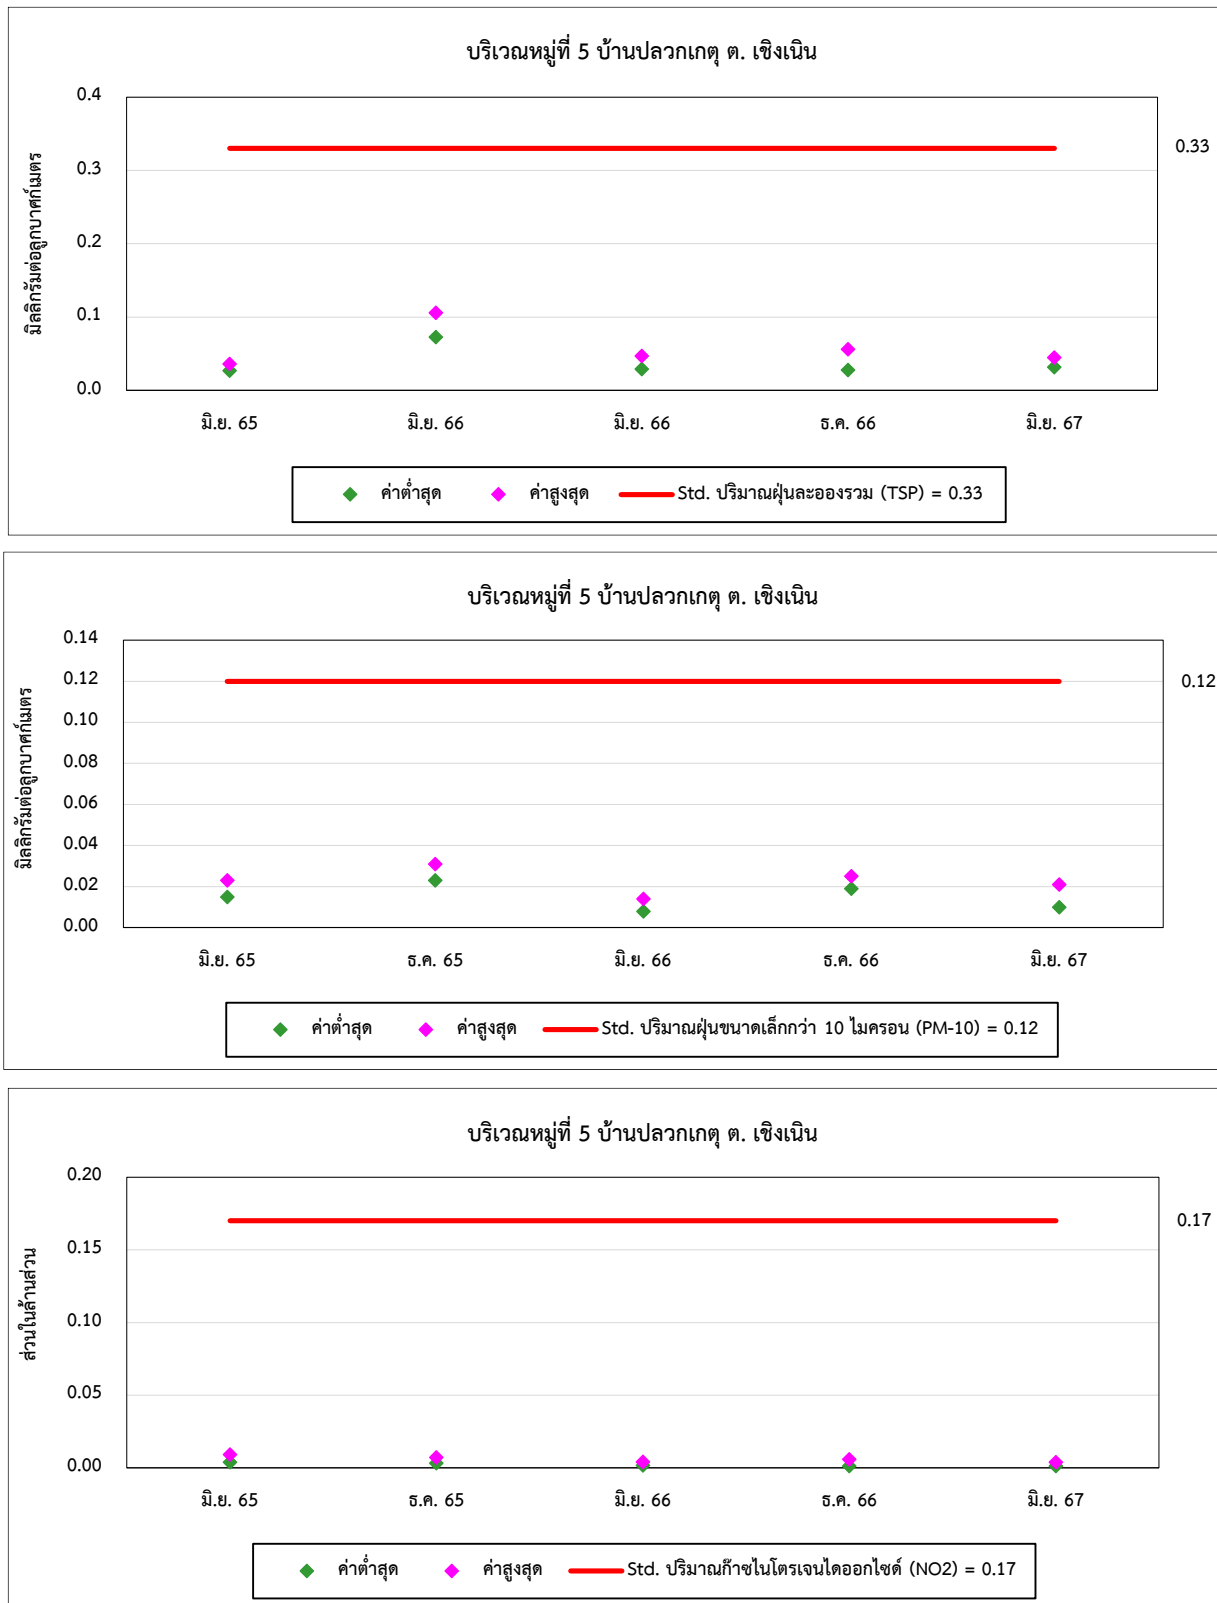 บริเวณหมู่ที่ 5 บ้านปลวกเกตุ ต. เชิงเนิน
มิลลิกรัมต่อลูกบาศก์เมตร
0.4
0.3
0.2
0.1
0.0
0.33
มิ.ย. 65 มิ.ย. 66 มิ.ย. 66 ธ.ค. 66 มิ.ย. 67
ค่าต่ำสุด ค่าสูงสุด Std. ปริมาณฝุ่นละอองรวม (TSP) = 0.33
บริเวณหมู่ที่ 5 บ้านปลวกเกตุ ต. เชิงเนิน
มิลลิกรัมต่อลูกบาศก์เมตร
0.14
0.12
0.10
0.08
0.06
0.04
0.02
0.00
0.12
มิ.ย. 65 ธ.ค. 65 มิ.ย. 66 ธ.ค. 66 มิ.ย. 67
ค่าต่ำสุด ค่าสูงสุด Std. ปริมาณฝุ่นขนาดเล็กกว่า 10 ไมครอน (PM-10) = 0.12
บริเวณหมู่ที่ 5 บ้านปลวกเกตุ ต. เชิงเนิน
ส่วนในล้านส่วน
0.20
0.15
0.10
0.05
0.00
0.17
มิ.ย. 65 ธ.ค. 65 มิ.ย. 66 ธ.ค. 66 มิ.ย. 67
ค่าต่ำสุด ค่าสูงสุด Std. ปริมาณก๊าซไนโตรเจนไดออกไซด์ (NO2) = 0.17